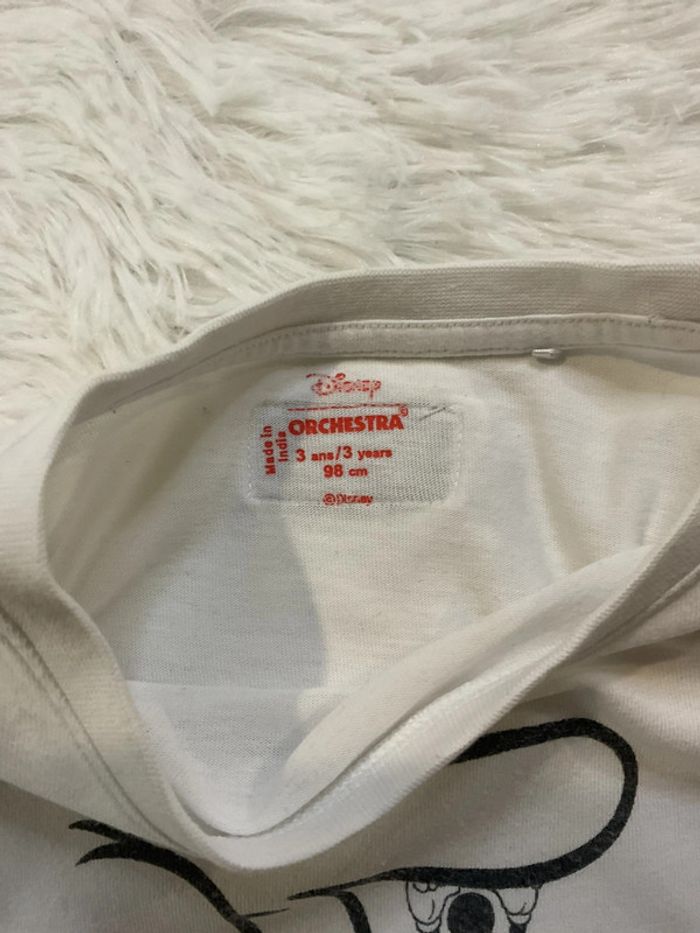 Disney
ORCHESTRA®
Made in
India
3 ans/3 years
98 cm
©Disney